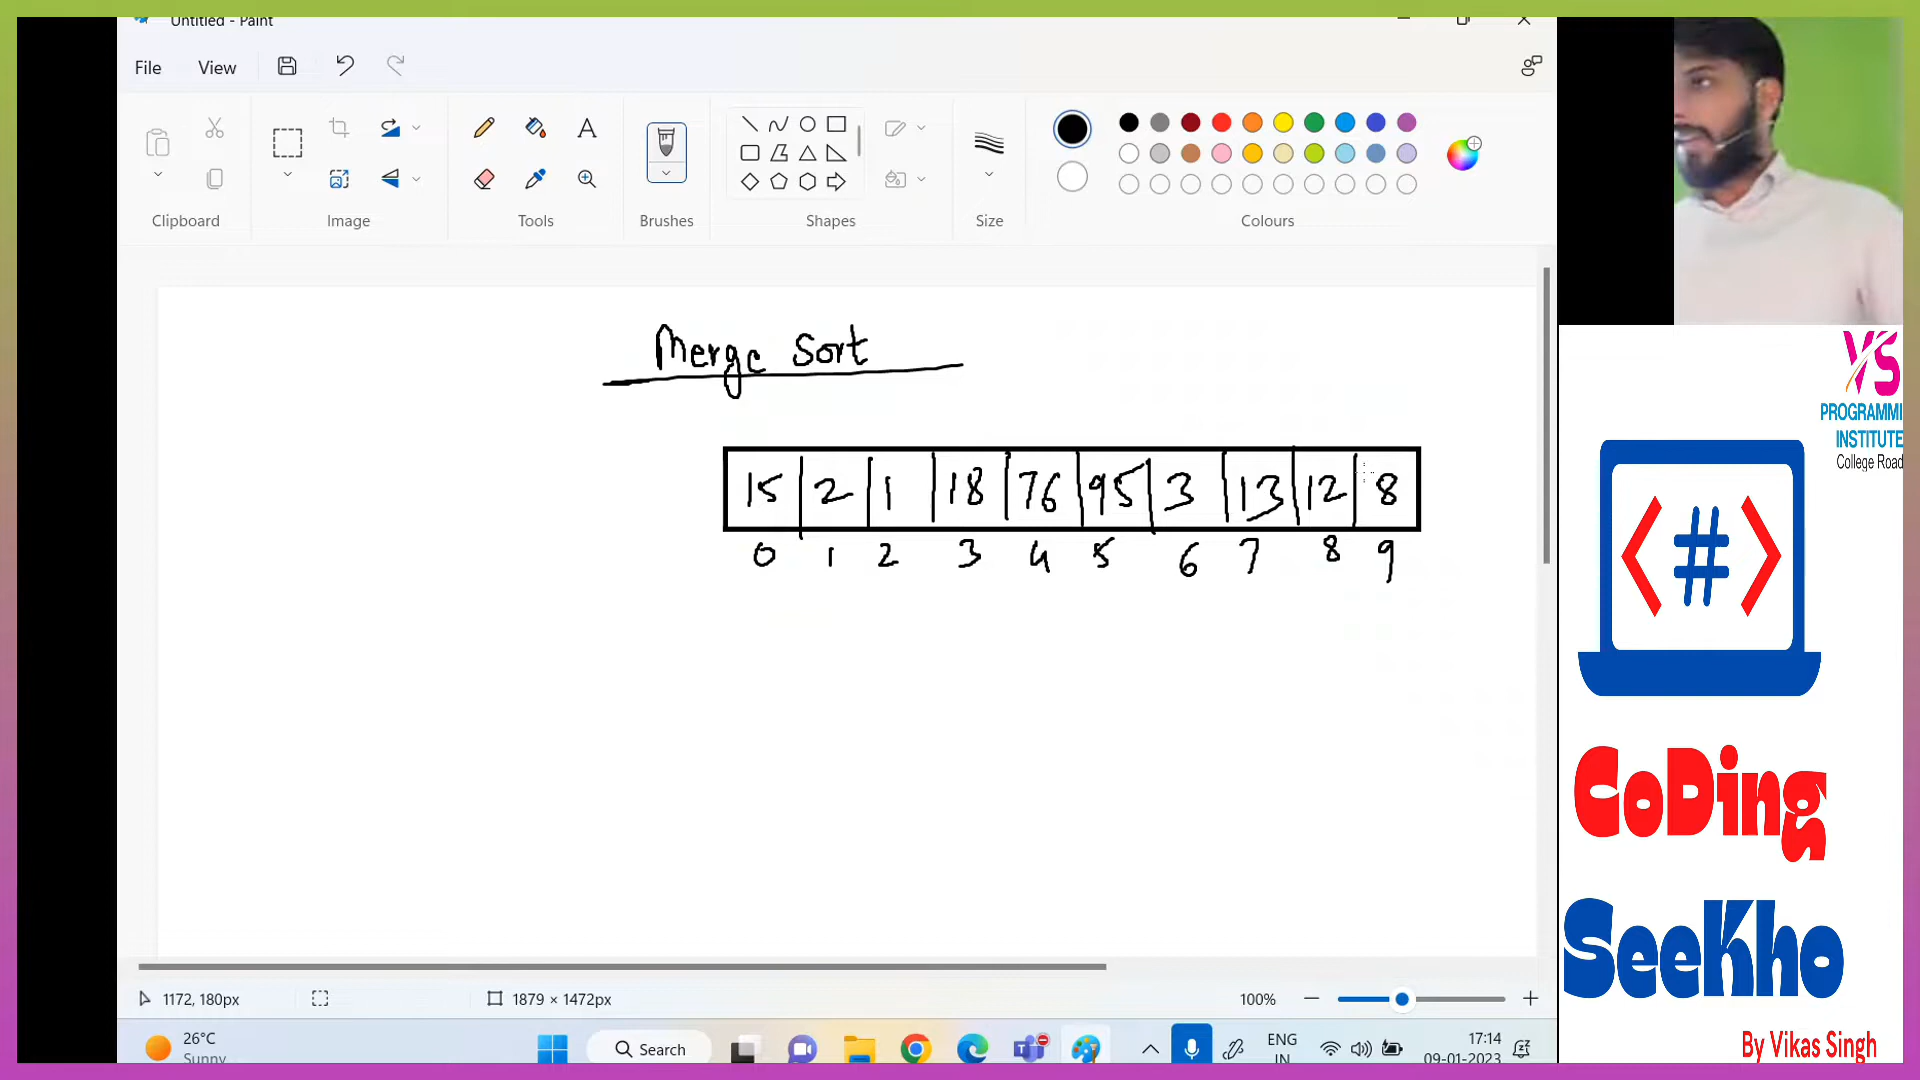 Untitled - Paint
File View
Clipboard Image Tools Brushes Shapes Size Colours
Merge Sort
15 2 1 18 76 95 3 13 12 8
0 1 2 3 4 5 6 7 8 9
1172, 180px 1879 × 1472px 100%
26°C
Sunny
Search
ENG
IN
17:14
09-01-2023
VS
PROGRAMMI
INSTITUTE
College Road
<#>
CoDing
SeeKho
By Vikas Singh